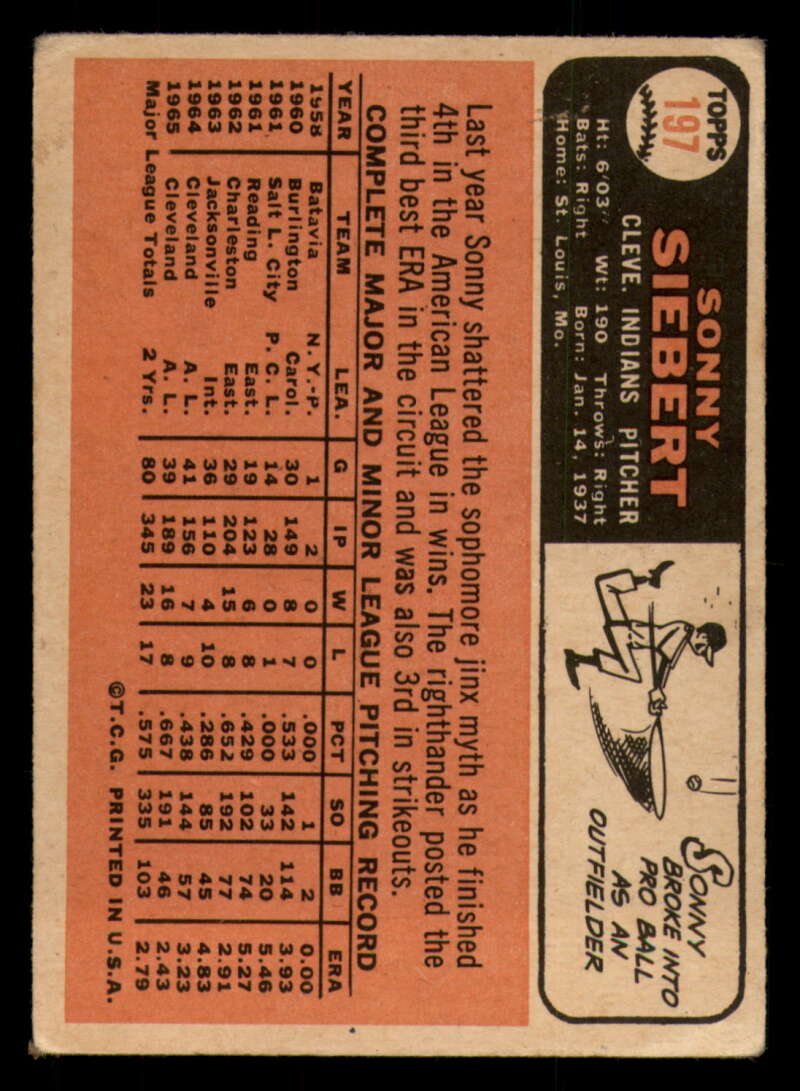 TOPPS
197
SONNY
SIEBERT
CLEVE. INDIANS PITCHER
Ht: 6'03" Wt: 190 Throws: Right
Bats: Right Born: Jan. 14, 1937
Home: St. Louis, Mo.
SONNY
BROKE INTO
PRO BALL
AS AN
OUTFIELDER
Last year Sonny shattered the sophomore jinx myth as he finished
4th in the American League in wins. The righthander posted the
third best ERA in the circuit and was also 3rd in strikeouts.
COMPLETE MAJOR AND MINOR LEAGUE PITCHING RECORD
YEAR TEAM LEA. G IP W L PCT SO BB ERA
1958 Batavia N.Y.-P. 1 2 0 0 .000 1 2 0.00
1960 Burlington Carol. 30 149 8 7 .533 142 114 3.93
1961 Salt L. City P.C.L. 14 28 0 1 .000 33 20 5.46
1961 Reading East. 19 123 6 8 .429 102 74 5.27
1962 Charleston East. 29 204 15 8 .652 192 77 2.91
1963 Jacksonville Int. 36 110 4 10 .286 85 45 4.83
1964 Cleveland A.L. 41 156 7 9 .438 144 57 3.23
1965 Cleveland A.L. 39 189 16 8 .667 191 46 2.43
Major League Totals 2 Yrs. 80 345 23 17 .575 335 103 2.79
©T.C.G. PRINTED IN U.S.A.